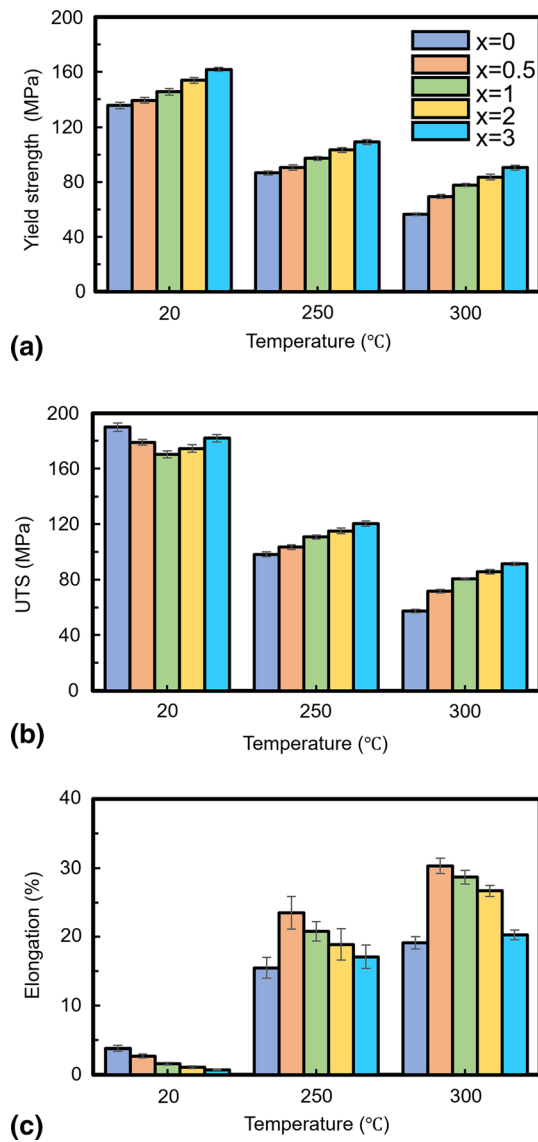 200
160
120
80
40
0
Yield strength (MPa)
x=0
x=0.5
x=1
x=2
x=3
20 250 300
Temperature (℃)
(a)
200
160
120
80
40
0
UTS (MPa)
20 250 300
Temperature (℃)
(b)
40
30
20
10
0
Elongation (%)
20 250 300
Temperature (℃)
(c)